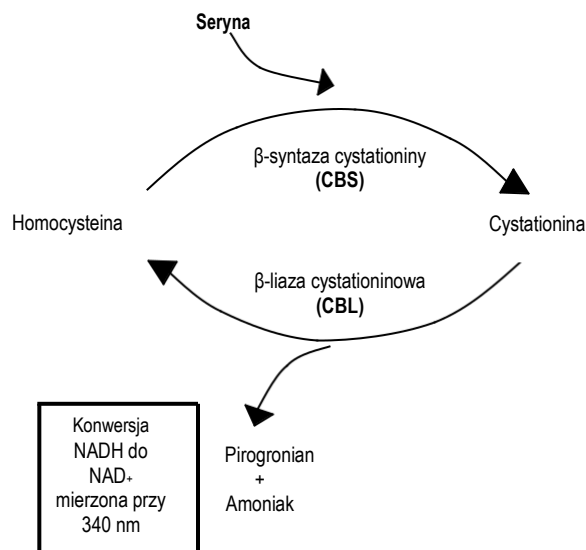 Seryna
β-syntaza cystationiny
(CBS)
Homocysteina
Cystationina
β-liaza cystationinowa
(CBL)
Konwersja
NADH do
NAD+
mierzona przy
340 nm
Pirogronian
+
Amoniak